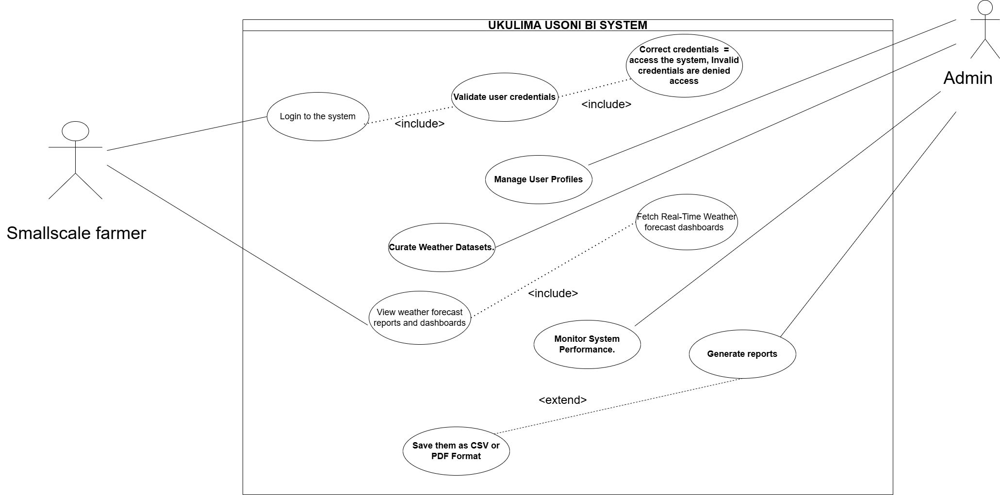 UKULIMA USONI BI SYSTEM
Correct credentials  =
access the system, Invalid
credentials are denied
access
Admin
Validate user credentials
<include>
Login to the system
<include>
Manage User Profiles
Fetch Real-Time Weather
forecast dashboards
Smallscale farmer
Curate Weather Datasets.
<include>
View weather forecast
reports and dashboards
Monitor System
Performance.
Generate reports
<extend>
Save them as CSV or
PDF Format